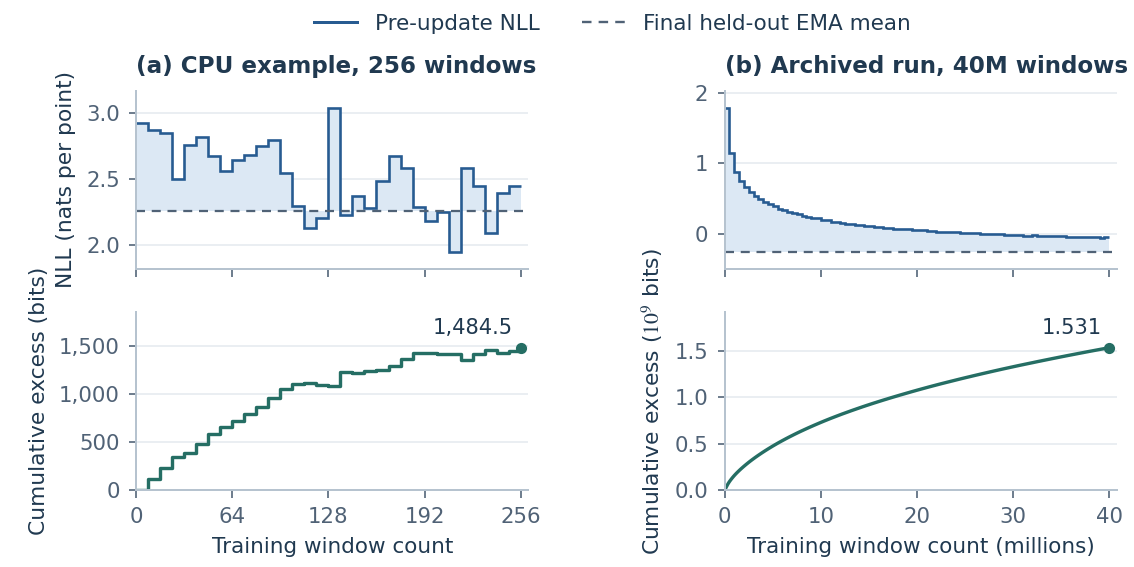 Pre-update NLL
Final held-out EMA mean
(a) CPU example, 256 windows
NLL (nats per point)
3.0
2.5
2.0
Cumulative excess (bits)
1,500
1,000
500
0
1,484.5
0
64
128
192
256
Training window count
(b) Archived run, 40M windows
2
1
0
Cumulative excess (10⁹ bits)
1.5
1.0
0.5
0.0
1.531
0
10
20
30
40
Training window count (millions)